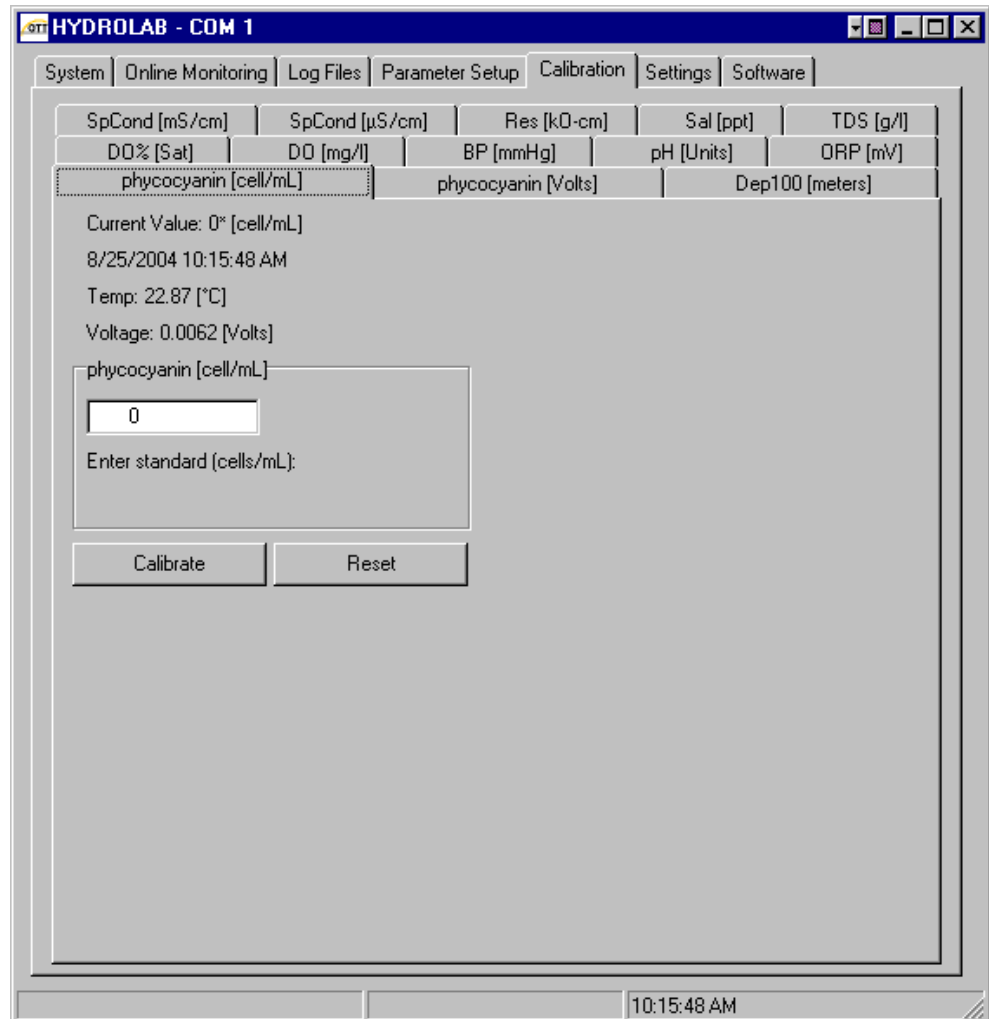 OTT HYDROLAB - COM 1
System Online Monitoring Log Files Parameter Setup Calibration Settings Software
SpCond [mS/cm] SpCond [µS/cm] Res [kO-cm] Sal [ppt] TDS [g/l]
DO% [Sat] DO [mg/l] BP [mmHg] pH [Units] ORP [mV]
phycocyanin [cell/mL] phycocyanin [Volts] Dep100 [meters]
Current Value: 0* [cell/mL]
8/25/2004 10:15:48 AM
Temp: 22.87 [°C]
Voltage: 0.0062 [Volts]
phycocyanin [cell/mL]
0
Enter standard (cells/mL):
Calibrate Reset
10:15:48 AM